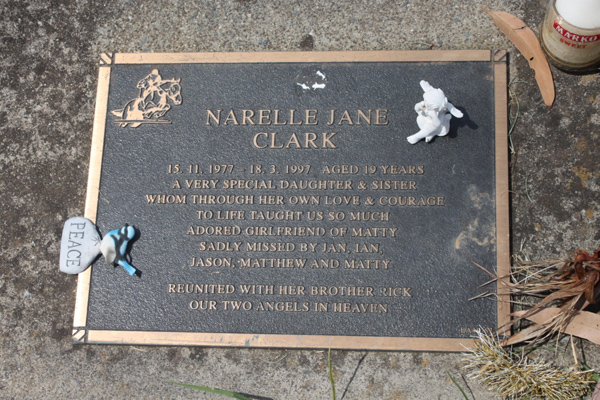 NARELLE JANE
CLARK
15. 11. 1977 - 18. 3. 1997 AGED 19 YEARS
A VERY SPECIAL DAUGHTER & SISTER
WHOM THROUGH HER OWN LOVE & COURAGE
TO LIFE TAUGHT US SO MUCH
ADORED GIRLFRIEND OF MATTY
SADLY MISSED BY JAN, IAN,
JASON, MATTHEW AND MATTY
REUNITED WITH HER BROTHER RICK
OUR TWO ANGELS IN HEAVEN
PEACE
MARKO